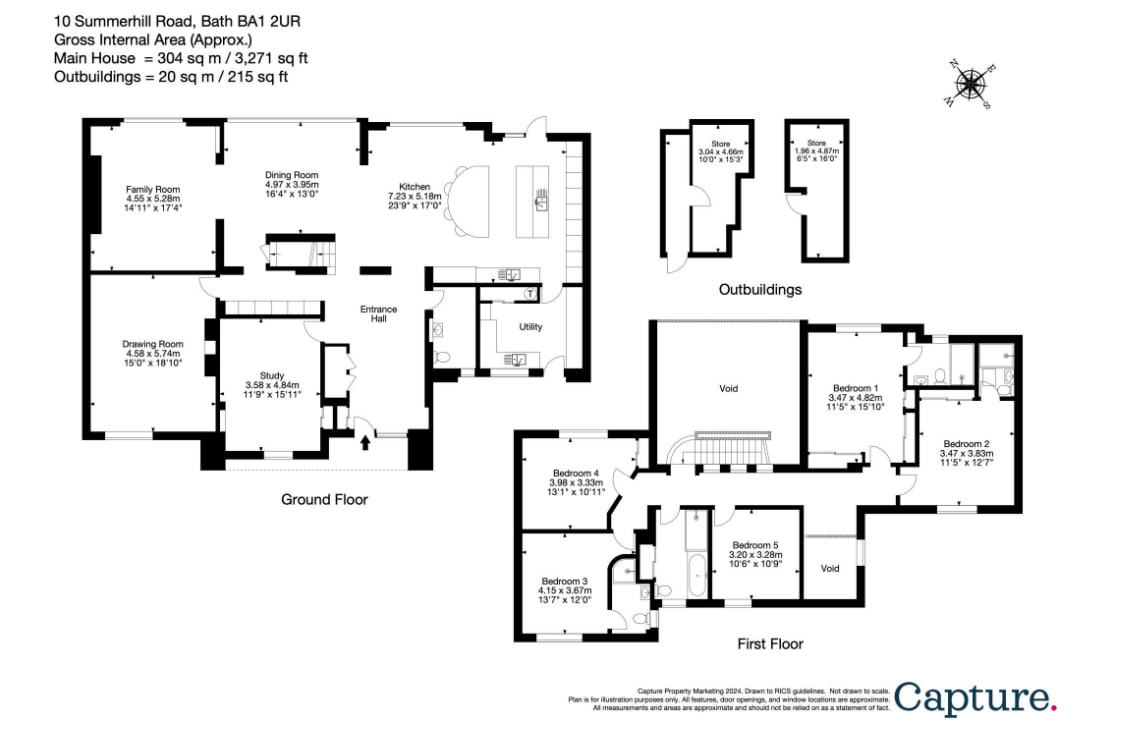 10 Summerhill Road, Bath BA1 2UR
Gross Internal Area (Approx.)
Main House = 304 sq m / 3,271 sq ft
Outbuildings = 20 sq m / 215 sq ft
N
E
S
W
Family Room
4.55 x 5.28m
14'11" x 17'4"
Dining Room
4.97 x 3.95m
16'4" x 13'0"
Kitchen
7.23 x 5.18m
23'9" x 17'0"
Store
3.04 x 4.66m
10'0" x 15'3"
Store
1.96 x 4.87m
6'5" x 16'0"
Outbuildings
T
Entrance
Hall
Utility
Drawing Room
4.58 x 5.74m
15'0" x 18'10"
Study
3.58 x 4.84m
11'9" x 15'11"
Ground Floor
Void
Bedroom 1
3.47 x 4.82m
11'5" x 15'10"
Bedroom 2
3.47 x 3.83m
11'5" x 12'7"
Bedroom 4
3.98 x 3.33m
13'1" x 10'11"
Bedroom 5
3.20 x 3.28m
10'6" x 10'9"
Void
Bedroom 3
4.15 x 3.67m
13'7" x 12'0"
First Floor
Capture Property Marketing 2024. Drawn to RICS guidelines. Not drawn to scale.
Plan is for illustration purposes only. All features, door openings, and window locations are approximate.
All measurements and areas are approximate and should not be relied on as a statement of fact.
Capture.